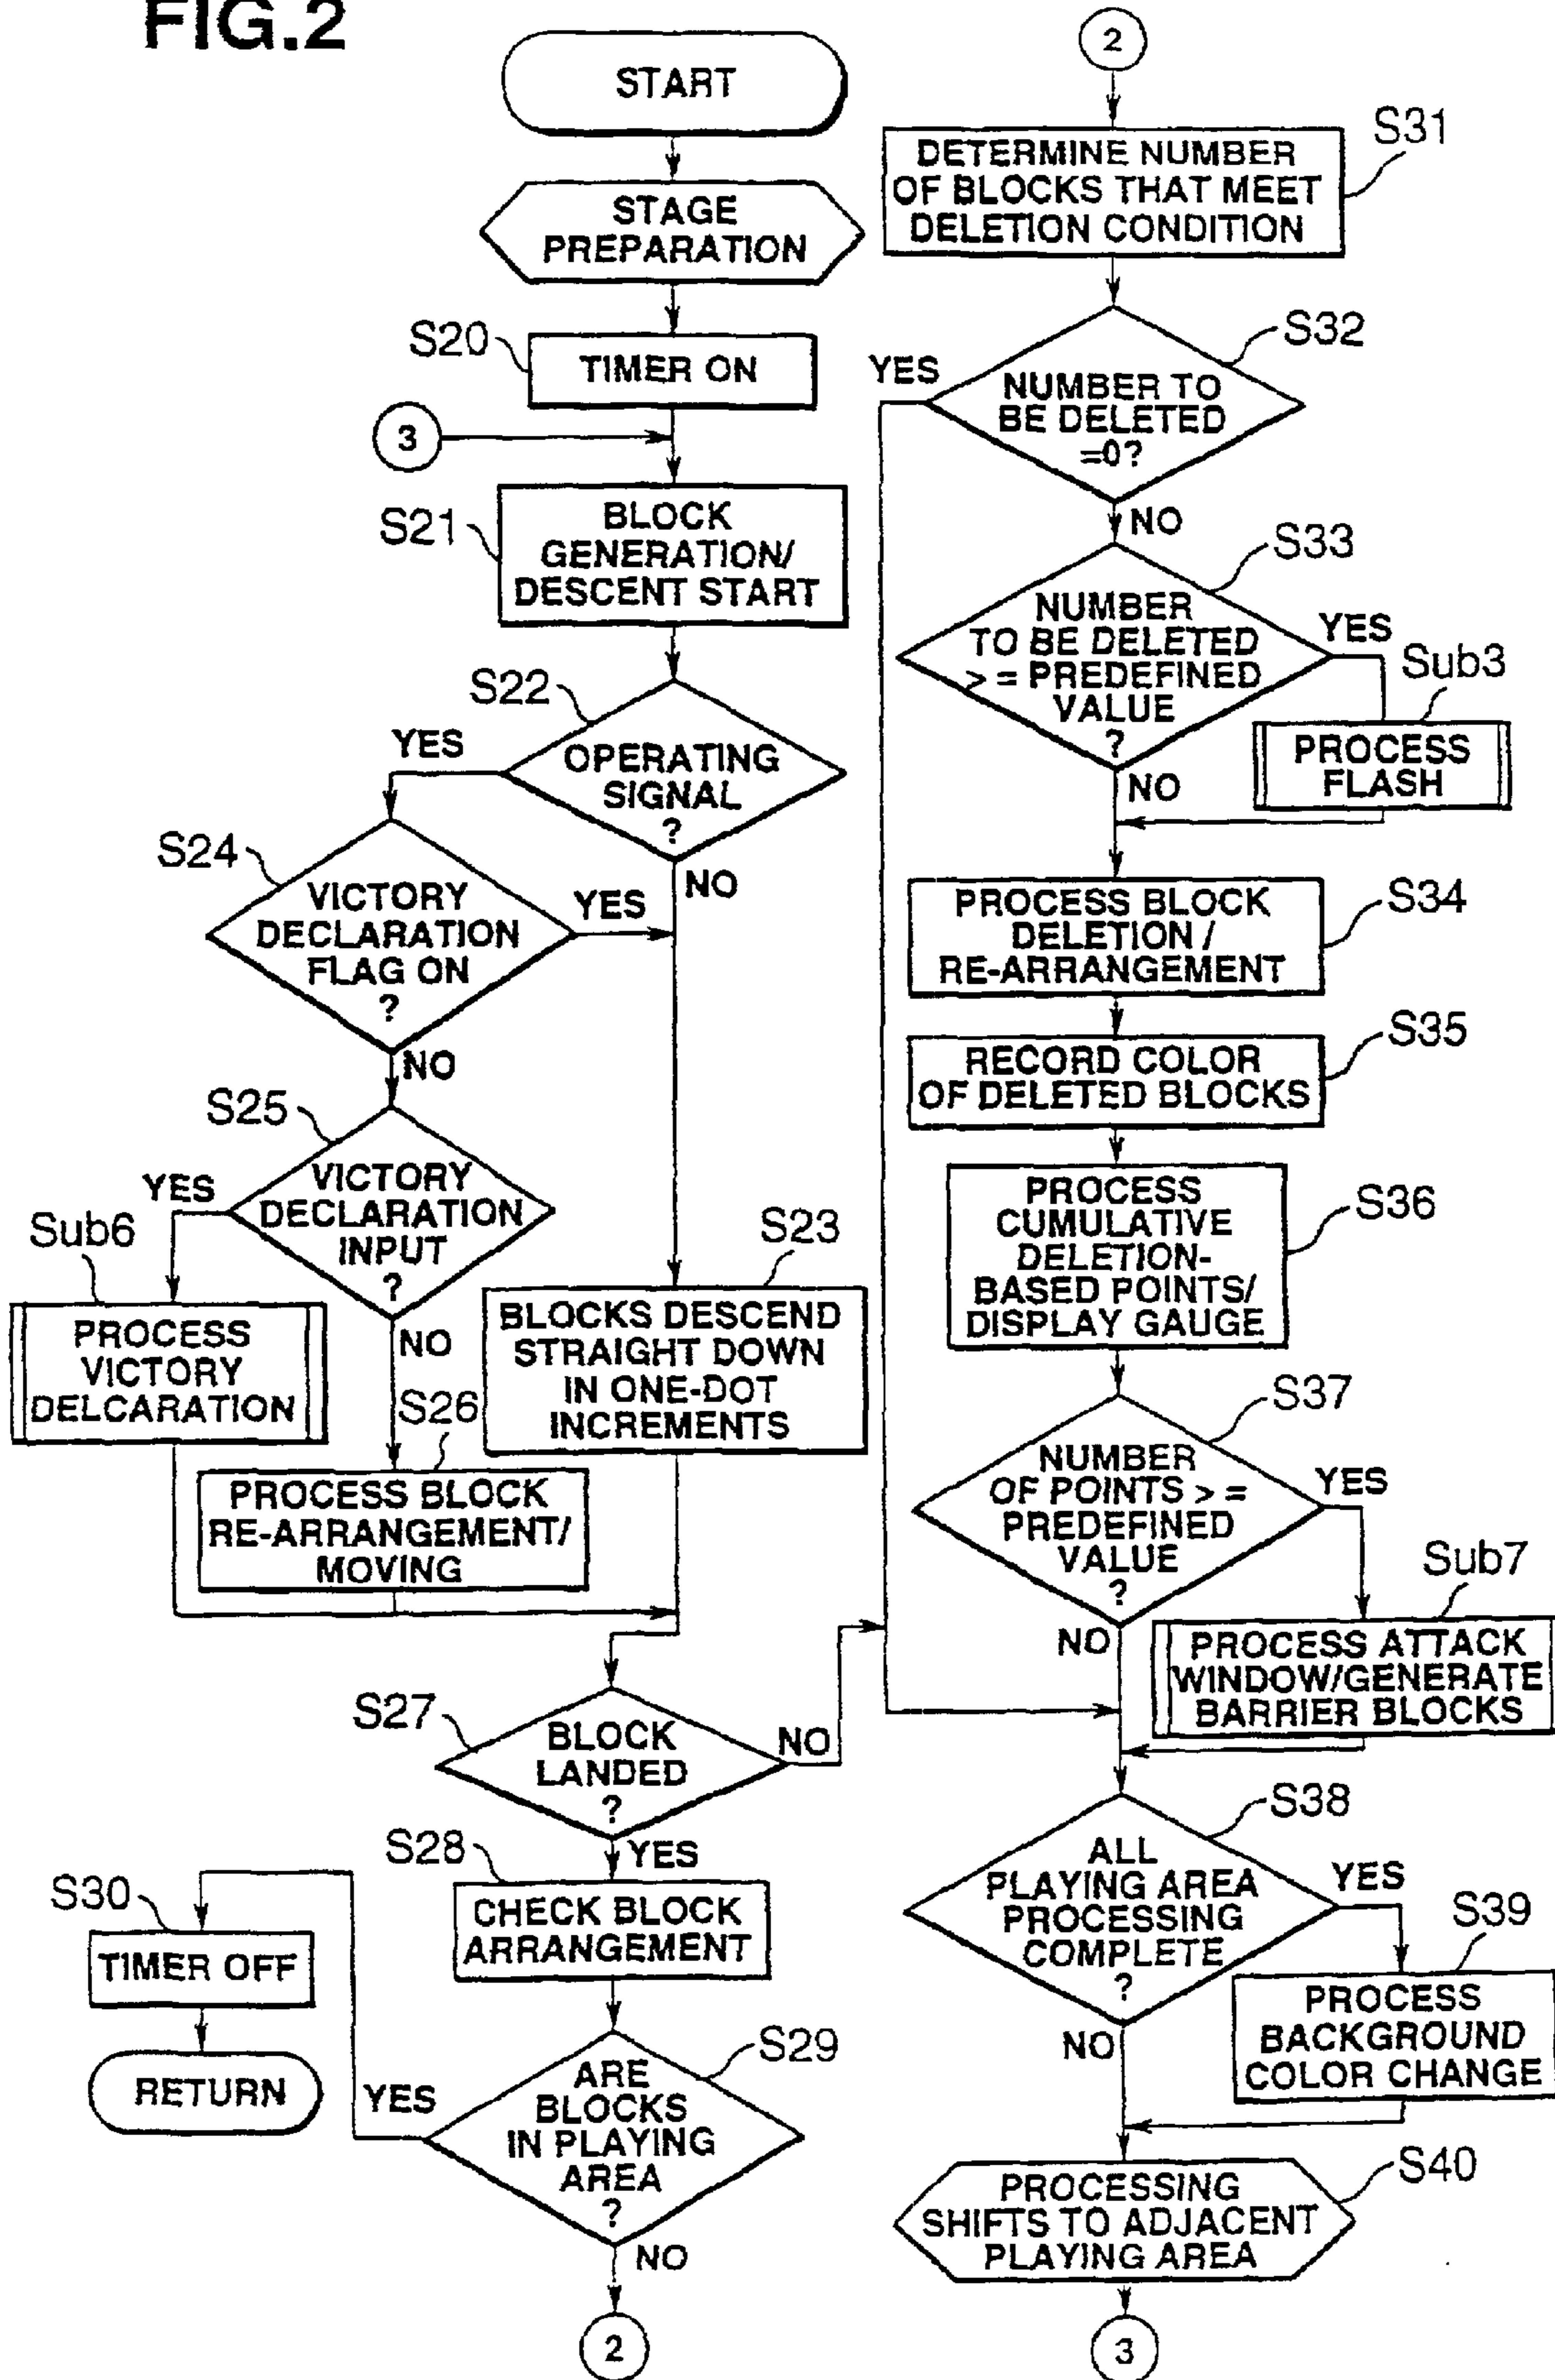 FIG.2
START
STAGE
PREPARATION
S20
TIMER ON
3
S21
BLOCK
GENERATION/
DESCENT START
S22
YES
OPERATING
SIGNAL
?
NO
S24
VICTORY
DECLARATION
FLAG ON
?
YES
NO
S25
YES
VICTORY
DECLARATION
INPUT
?
NO
Sub6
PROCESS
VICTORY
DELCARATION
S23
BLOCKS DESCEND
STRAIGHT DOWN
IN ONE-DOT
INCREMENTS
S26
PROCESS BLOCK
RE-ARRANGEMENT/
MOVING
S27
BLOCK
LANDED
?
NO
YES
S28
CHECK BLOCK
ARRANGEMENT
S30
TIMER OFF
RETURN
S29
YES
ARE
BLOCKS
IN PLAYING
AREA
?
NO
2
2
S31
DETERMINE NUMBER
OF BLOCKS THAT MEET
DELETION CONDITION
S32
YES
NUMBER TO
BE DELETED
=0?
NO
S33
NUMBER
TO BE DELETED
> = PREDEFINED
VALUE
?
YES
NO
Sub3
PROCESS
FLASH
S34
PROCESS BLOCK
DELETION /
RE-ARRANGEMENT
S35
RECORD COLOR
OF DELETED BLOCKS
S36
PROCESS
CUMULATIVE
DELETION-
BASED POINTS/
DISPLAY GAUGE
S37
NUMBER
OF POINTS > =
PREDEFINED
VALUE
?
YES
NO
Sub7
PROCESS ATTACK
WINDOW/GENERATE
BARRIER BLOCKS
S38
ALL
PLAYING AREA
PROCESSING
COMPLETE
?
YES
NO
S39
PROCESS
BACKGROUND
COLOR CHANGE
S40
PROCESSING
SHIFTS TO ADJACENT
PLAYING AREA
3